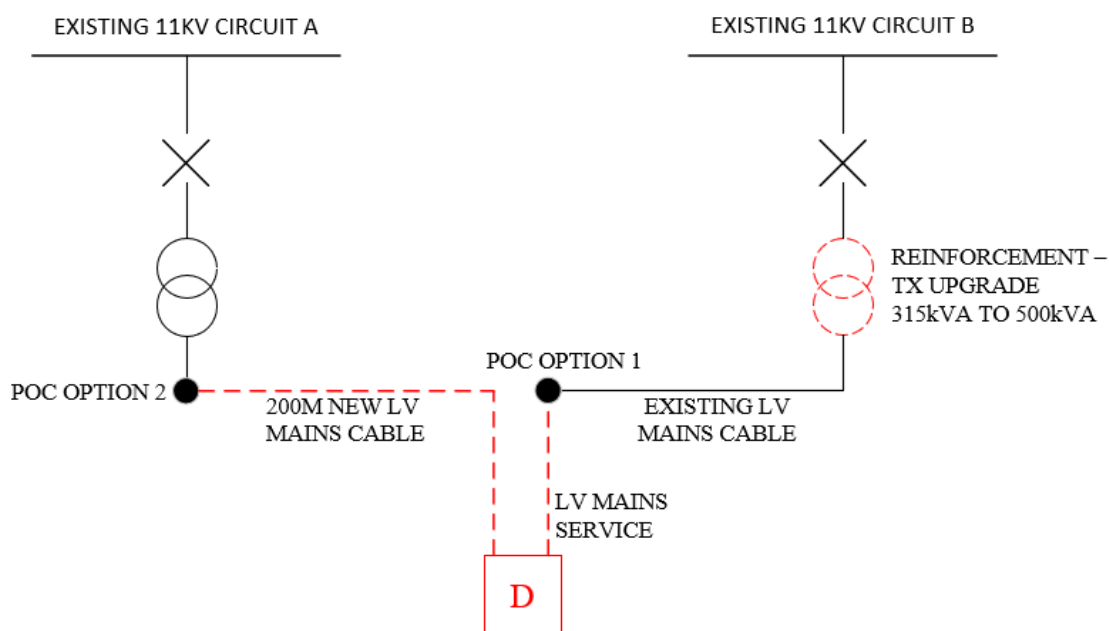 EXISTING 11KV CIRCUIT A
EXISTING 11KV CIRCUIT B
REINFORCEMENT –
TX UPGRADE
315kVA TO 500kVA
POC OPTION 1
POC OPTION 2
200M NEW LV
MAINS CABLE
EXISTING LV
MAINS CABLE
LV MAINS
SERVICE
D